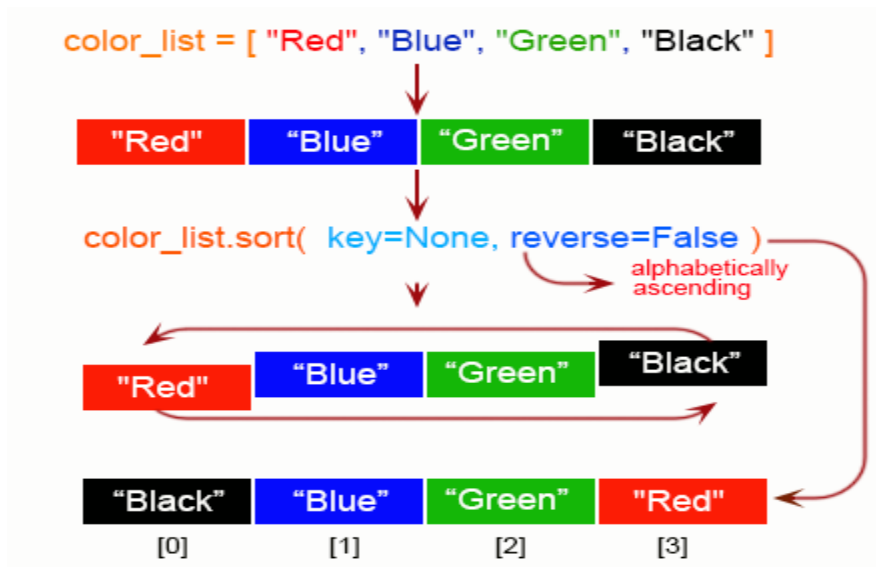 color_list = [ "Red", "Blue", "Green", "Black" ]
"Red" “Blue” “Green” “Black”
color_list.sort( key=None, reverse=False )
alphabetically
ascending
"Red" “Blue” “Green” “Black”
“Black” “Blue” “Green” "Red"
[0] [1] [2] [3]